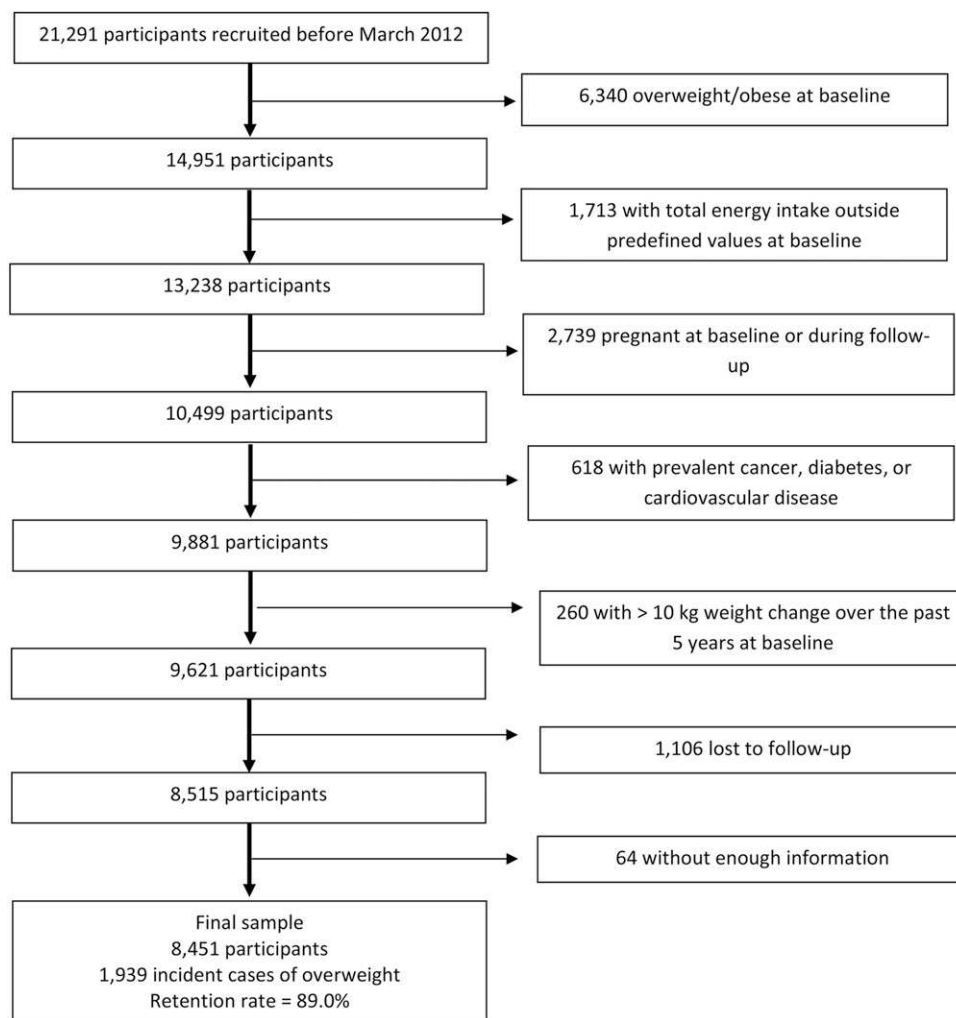 21,291 participants recruited before March 2012
6,340 overweight/obese at baseline
14,951 participants
1,713 with total energy intake outside
predefined values at baseline
13,238 participants
2,739 pregnant at baseline or during follow-
up
10,499 participants
618 with prevalent cancer, diabetes, or
cardiovascular disease
9,881 participants
260 with > 10 kg weight change over the past
5 years at baseline
9,621 participants
1,106 lost to follow-up
8,515 participants
64 without enough information
Final sample
8,451 participants
1,939 incident cases of overweight
Retention rate = 89.0%